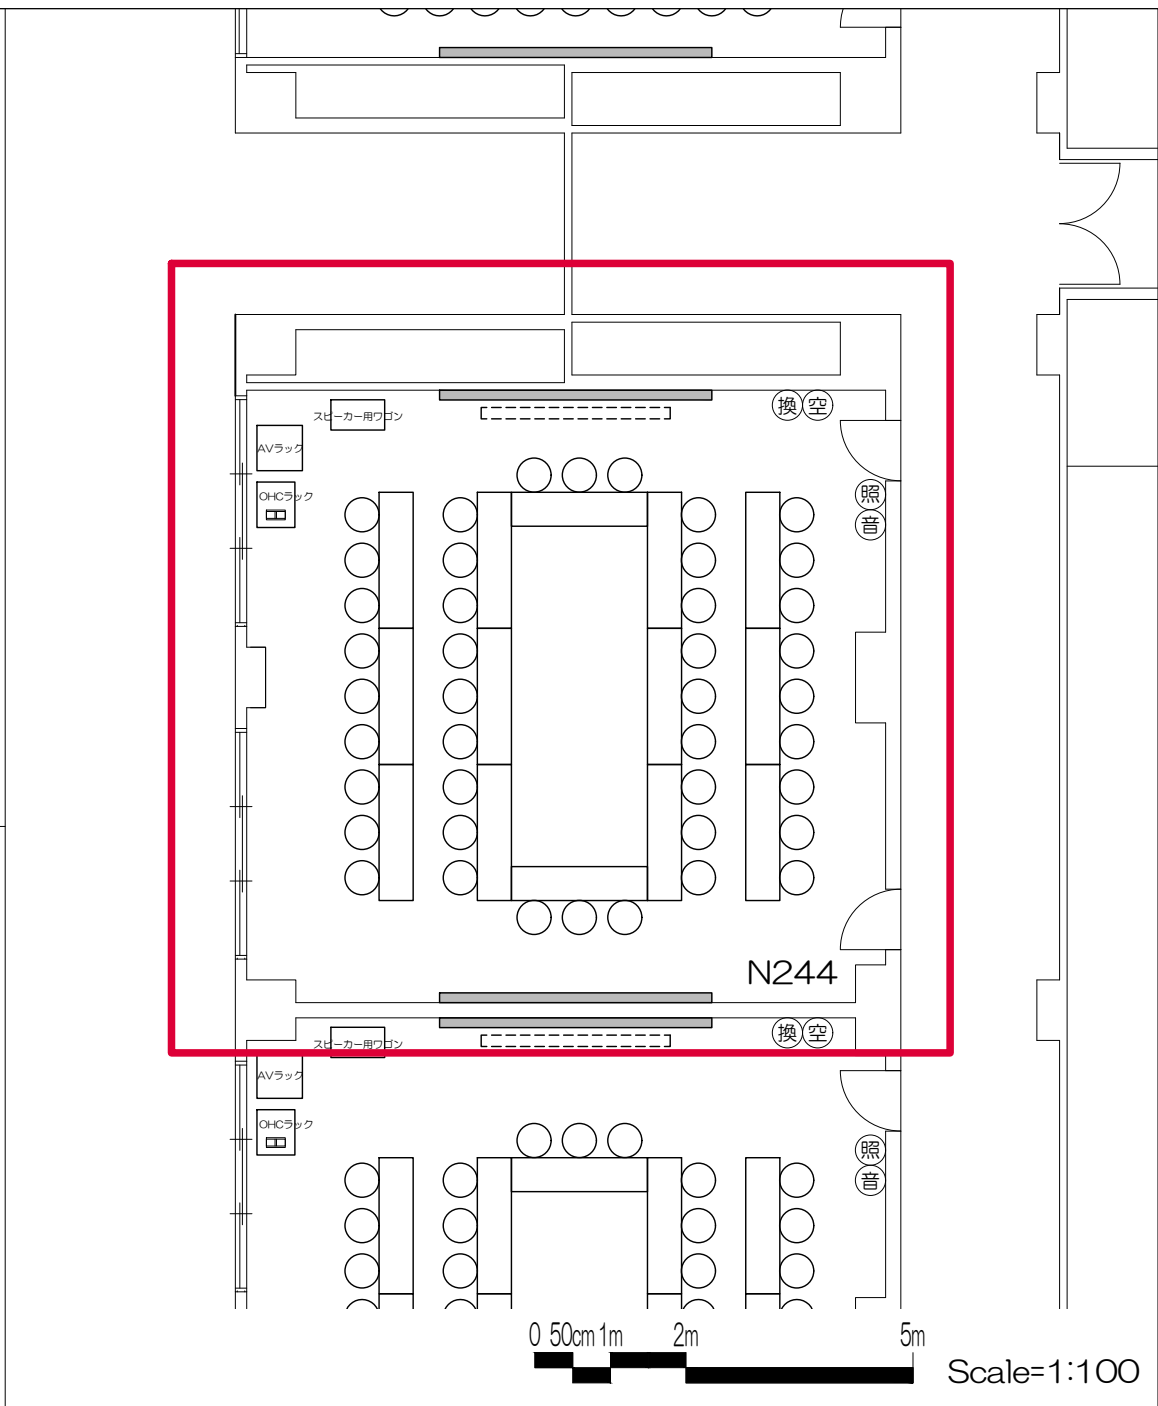 換 空
スピーカー用ワゴン
AVラック
OHCラック
照
音
N244
換 空
スピーカー用ワゴン
AVラック
OHCラック
照
音
0 50cm 1m 2m 5m
Scale=1:100